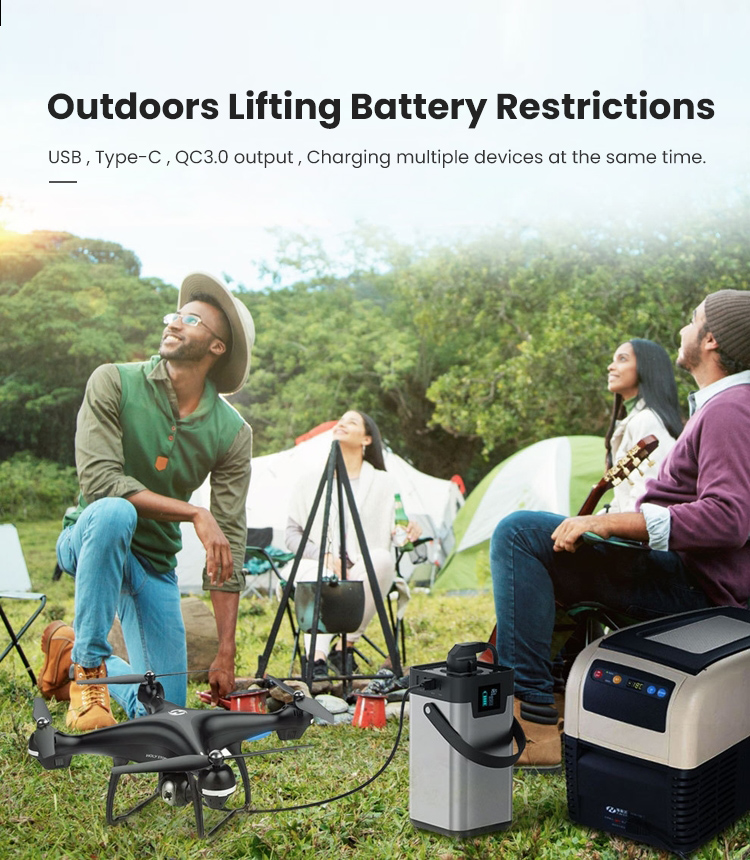 Outdoors Lifting Battery Restrictions
USB , Type-C , QC3.0 output , Charging multiple devices at the same time.